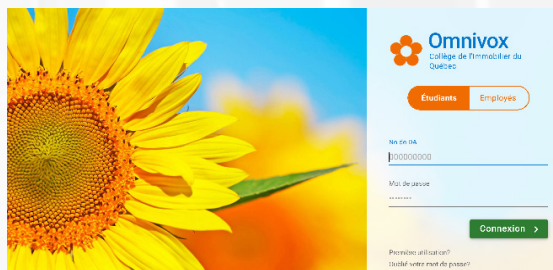 Omnivox
Collège de l'Immobilier du
Québec
Étudiants Employés
No de DA
000000000
Mot de passe
--------
Connexion >
Première utilisation?
Oublié votre mot de passe?